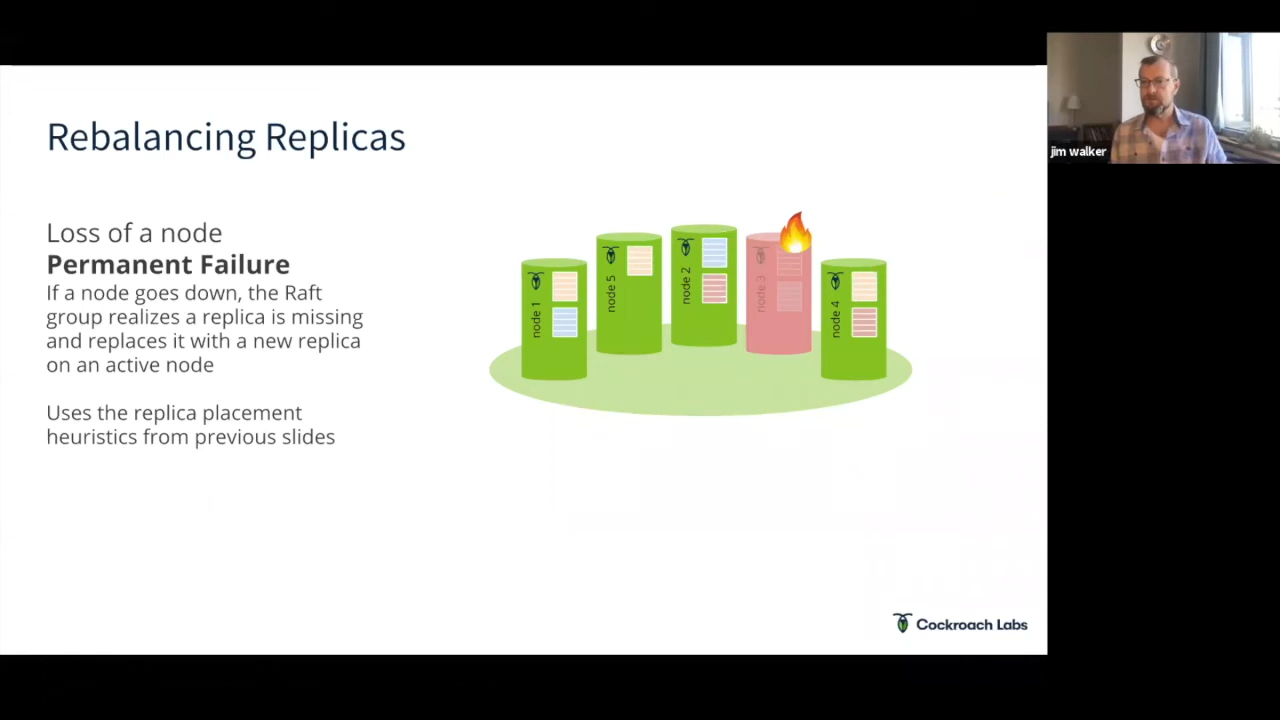 Rebalancing Replicas
Loss of a node
Permanent Failure
If a node goes down, the Raft
group realizes a replica is missing
and replaces it with a new replica
on an active node
Uses the replica placement
heuristics from previous slides
node 1
node 5
node 2
node 3
node 4
Cockroach Labs
jim walker